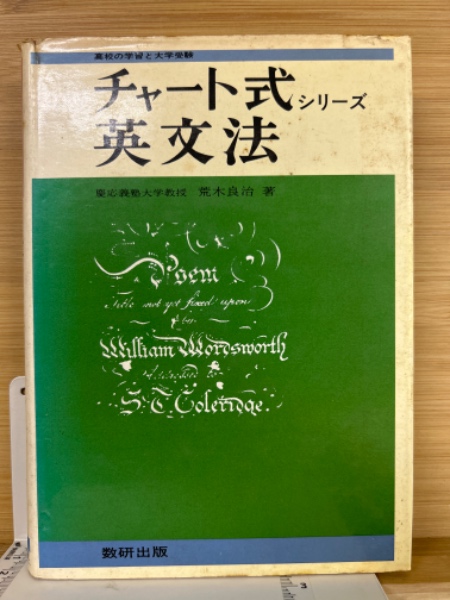 高校の学習と大学受験
チャート式シリーズ
英文法
慶応義塾大学教授 荒木良治 著
Poem
Title not yet fixed upon
by
William Wordsworth
Addressed to
S. T. Coleridge.
数研出版